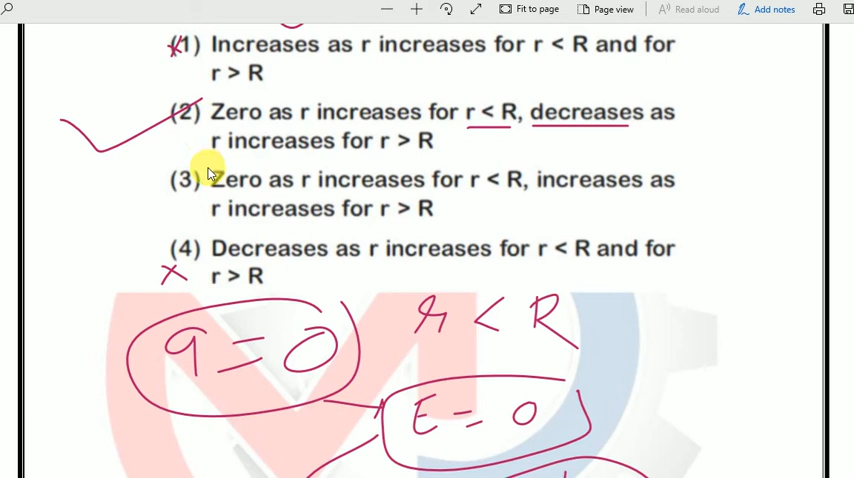 Fit to page
Page view
Read aloud
Add notes
(1) Increases as r increases for r < R and for
r > R
(2) Zero as r increases for r < R, decreases as
r increases for r > R
(3) Zero as r increases for r < R, increases as
r increases for r > R
(4) Decreases as r increases for r < R and for
r > R
r < R
q = 0
E = 0